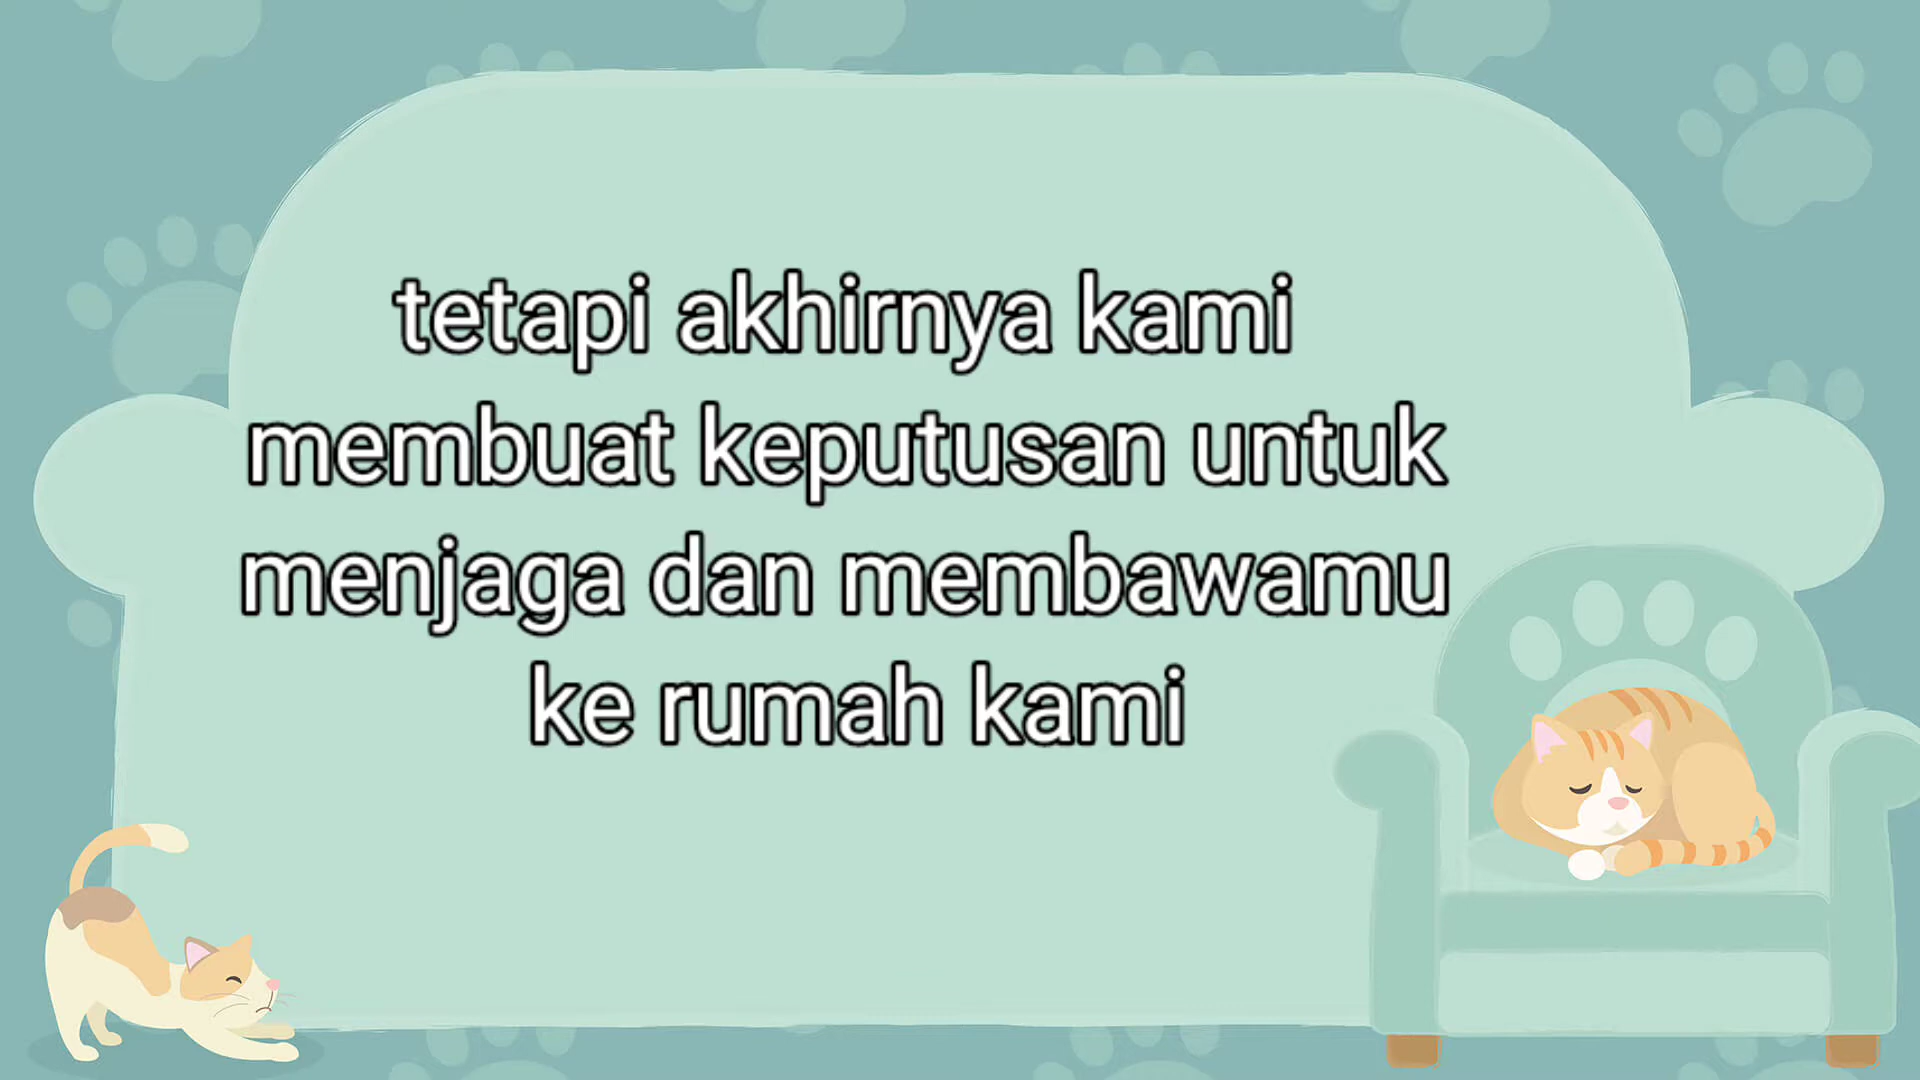 tetapi akhirnya kami
membuat keputusan untuk
menjaga dan membawamu
ke rumah kami